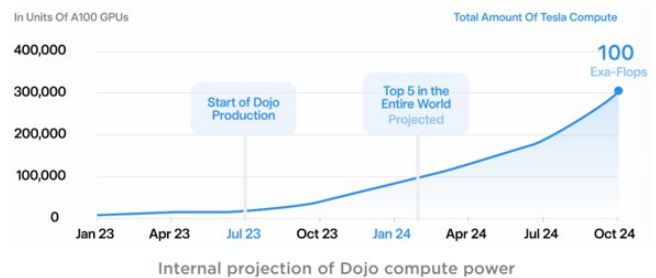 In Units Of A100 GPUs
Total Amount Of Tesla Compute
400,000
100
Exa-Flops
300,000
Start of Dojo
Production
Top 5 in the
Entire World
Projected
200,000
100,000
0
Jan 23
Apr 23
Jul 23
Oct 23
Jan 24
Apr 24
Jul 24
Oct 24
Internal projection of Dojo compute power